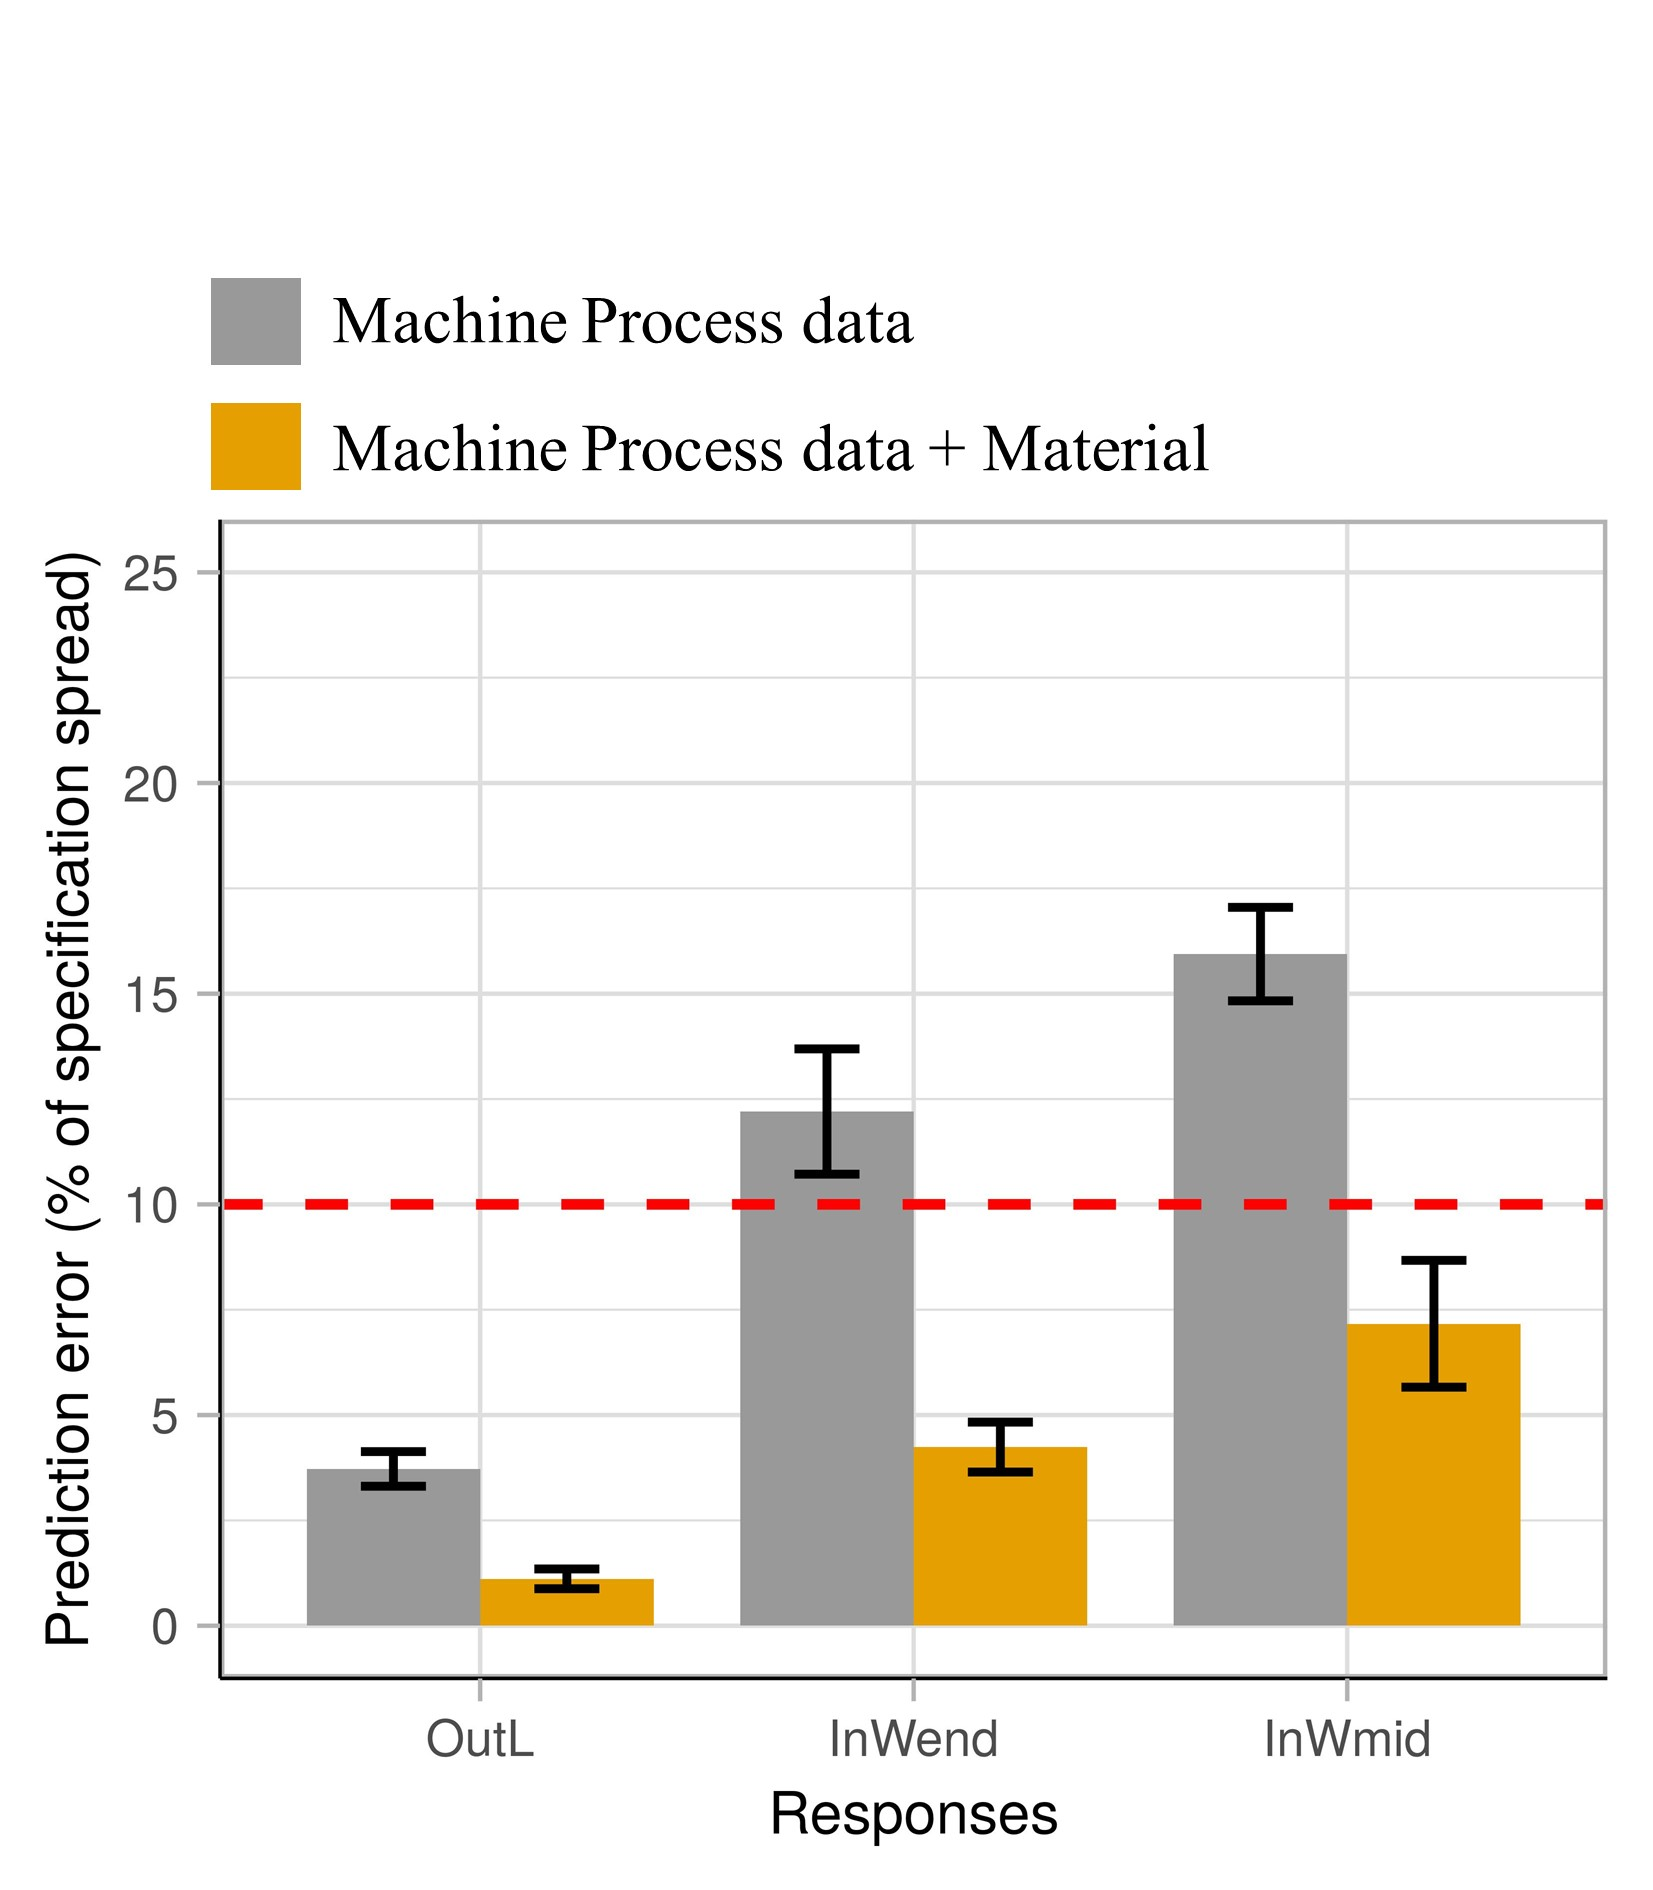 Machine Process data
Machine Process data + Material
Prediction error (% of specification spread)
25
20
15
10
5
0
OutL InWend InWmid
Responses